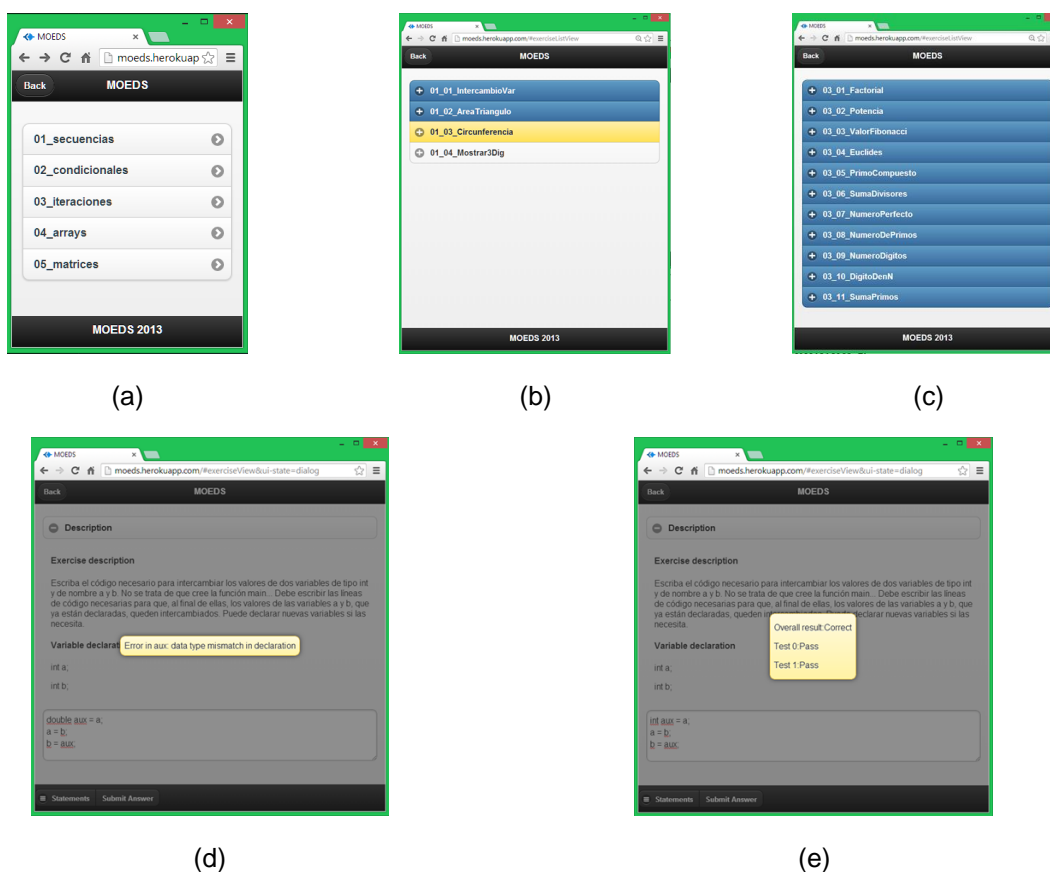 MOEDS
moedsherokuap
Back
MOEDS
01_secuencias
02_condicionales
03_iteraciones
04_arrays
05_matrices
MOEDS 2013
(a)
MOEDS
moeds.herokuapp.com/#exerciseListView
Back
MOEDS
01_01_IntercambioVar
01_02_AreaTriangulo
01_03_Circunferencia
01_04_Mostrar3Dig
MOEDS 2013
(b)
MOEDS
moeds.herokuapp.com/#exerciseListView
Back
MOEDS
03_01_Factorial
03_02_Potencia
03_03_ValorFibonacci
03_04_Euclides
03_05_PrimoCompuesto
03_06_SumaDivisores
03_07_NumeroPerfecto
03_08_NumeroDePrimos
03_09_NumeroDigitos
03_10_DigitoDenN
03_11_SumaPrimos
MOEDS 2013
(c)
MOEDS
moeds.herokuapp.com/#exerciseView&ui-state=dialog
Back
MOEDS
Description
Exercise description
Escriba el código necesario para intercambiar los valores de dos variables de tipo int
y de nombre a y b. No se trata de que cree la función main... Debe escribir las líneas
de código necesarias para que, al final de ellas, los valores de las variables a y b, que
ya están declaradas, queden intercambiados. Puede declarar nuevas variables si las
necesita.
Variable declarat
Error in aux: data type mismatch in declaration
int a;
int b;
double aux = a;
a = b;
b = aux;
Statements
Submit Answer
(d)
MOEDS
moeds.herokuapp.com/#exerciseView&ui-state=dialog
Back
MOEDS
Description
Exercise description
Escriba el código necesario para intercambiar los valores de dos variables de tipo int
y de nombre a y b. No se trata de que cree la función main... Debe escribir las líneas
de código necesarias para que, al final de ellas, los valores de las variables a y b, que
ya están declaradas, queden declarar nuevas variables si las
necesita.
Overall result:Correct
Test 0:Pass
Test 1:Pass
Variable declaration
int a;
int b;
int aux = a;
a = b;
b = aux;
Statements
Submit Answer
(e)